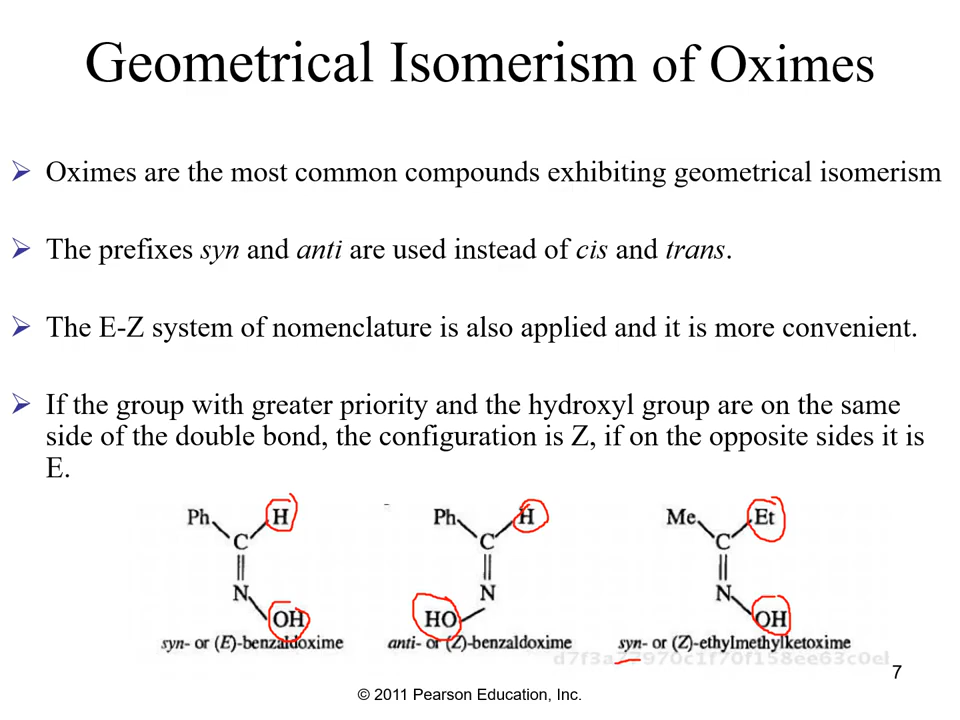 Geometrical Isomerism of Oximes
Oximes are the most common compounds exhibiting geometrical isomerism
The prefixes syn and anti are used instead of cis and trans.
The E-Z system of nomenclature is also applied and it is more convenient.
If the group with greater priority and the hydroxyl group are on the same
side of the double bond, the configuration is Z, if on the opposite sides it is
E.
Ph H
C
N
OH
syn- or (E)-benzaldoxime
Ph H
C
N
HO
anti- or (Z)-benzaldoxime
Me Et
C
N
OH
syn- or (Z)-ethylmethylketoxime
7
© 2011 Pearson Education, Inc.